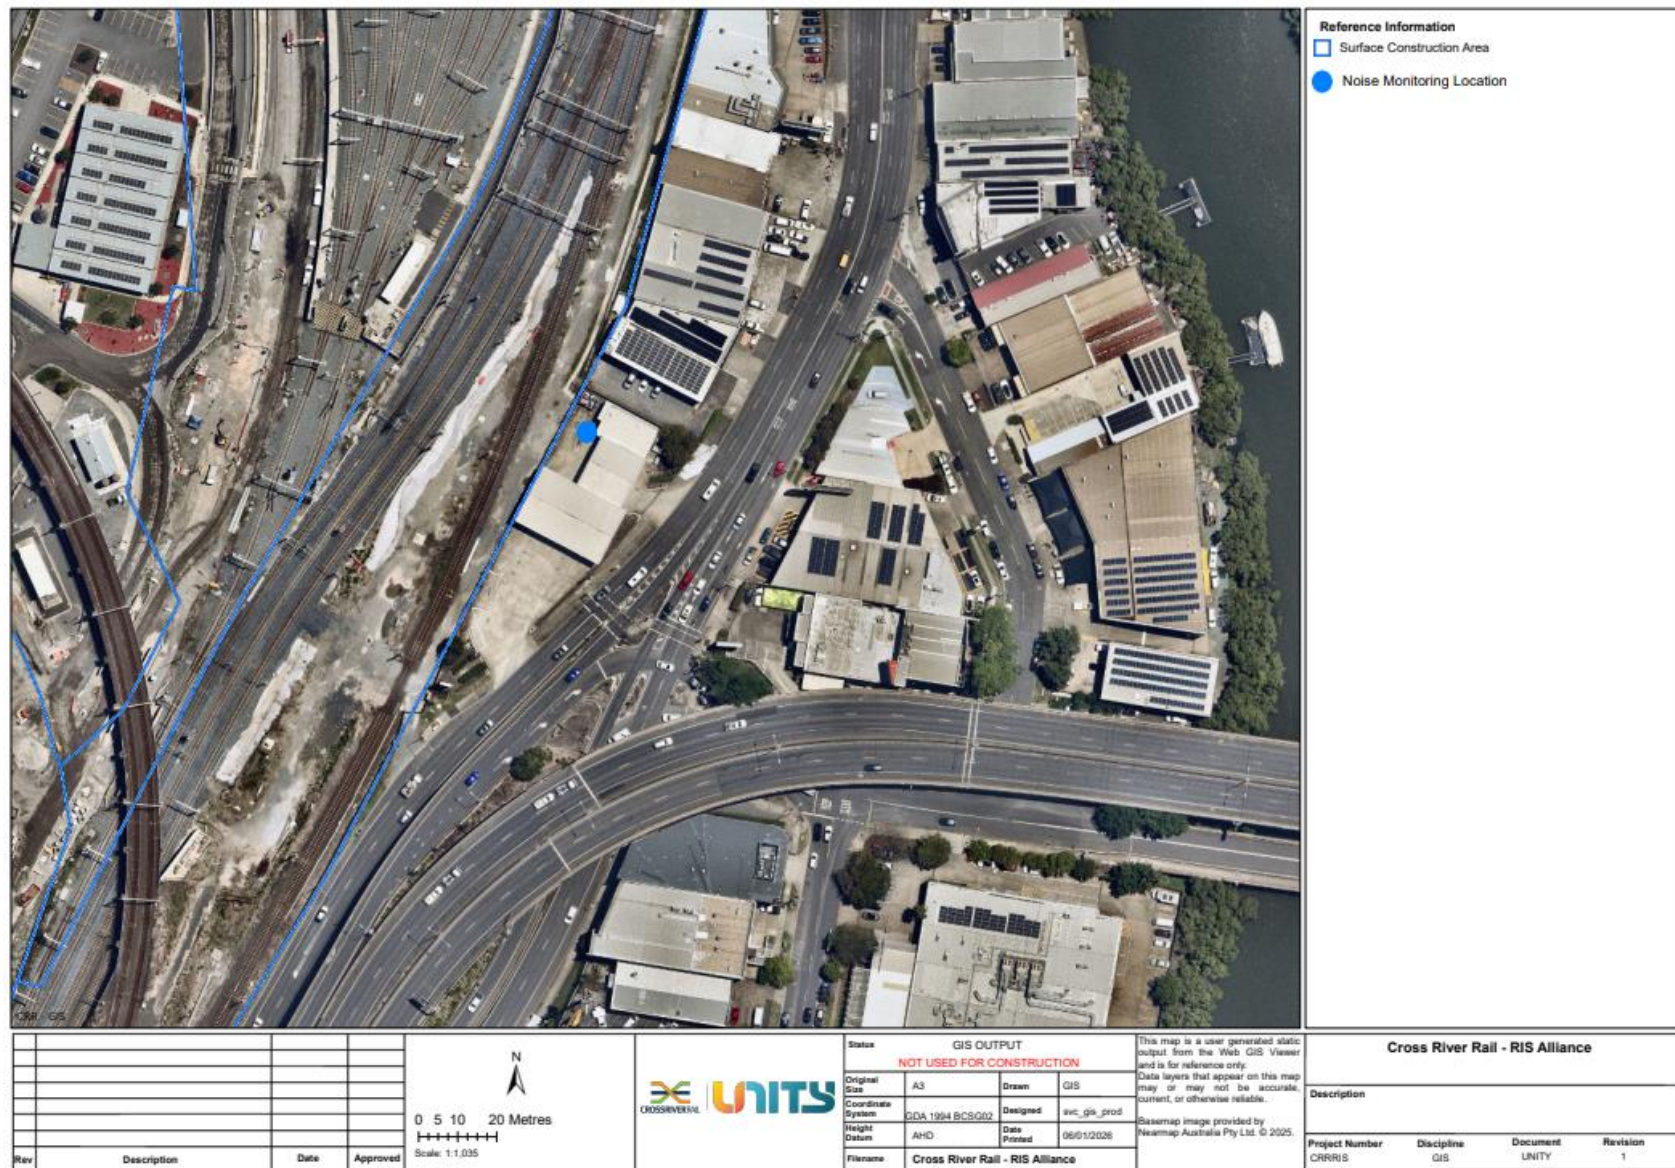 Reference Information
Surface Construction Area
Noise Monitoring Location
CRR - GIS
Rev
Description
Date
Approved
N
0 5 10 20 Metres
Scale: 1:1,035
CROSSRIVERRAIL
UNITY
Status
GIS OUTPUT
NOT USED FOR CONSTRUCTION
Original Size
A3
Drawn
GIS
Coordinate System
GDA 1994 BCSG02
Designed
svc_gis_prod
Height Datum
AHD
Date Printed
06/01/2026
Filename
Cross River Rail - RIS Alliance
This map is a user generated static
output from the Web GIS Viewer
and is for reference only.
Data layers that appear on this map
may or may not be accurate,
current, or otherwise reliable.
Basemap image provided by
Nearmap Australia Pty Ltd. © 2025.
Cross River Rail - RIS Alliance
Description
Project Number
Discipline
Document
Revision
CRRRIS
GIS
UNITY
1